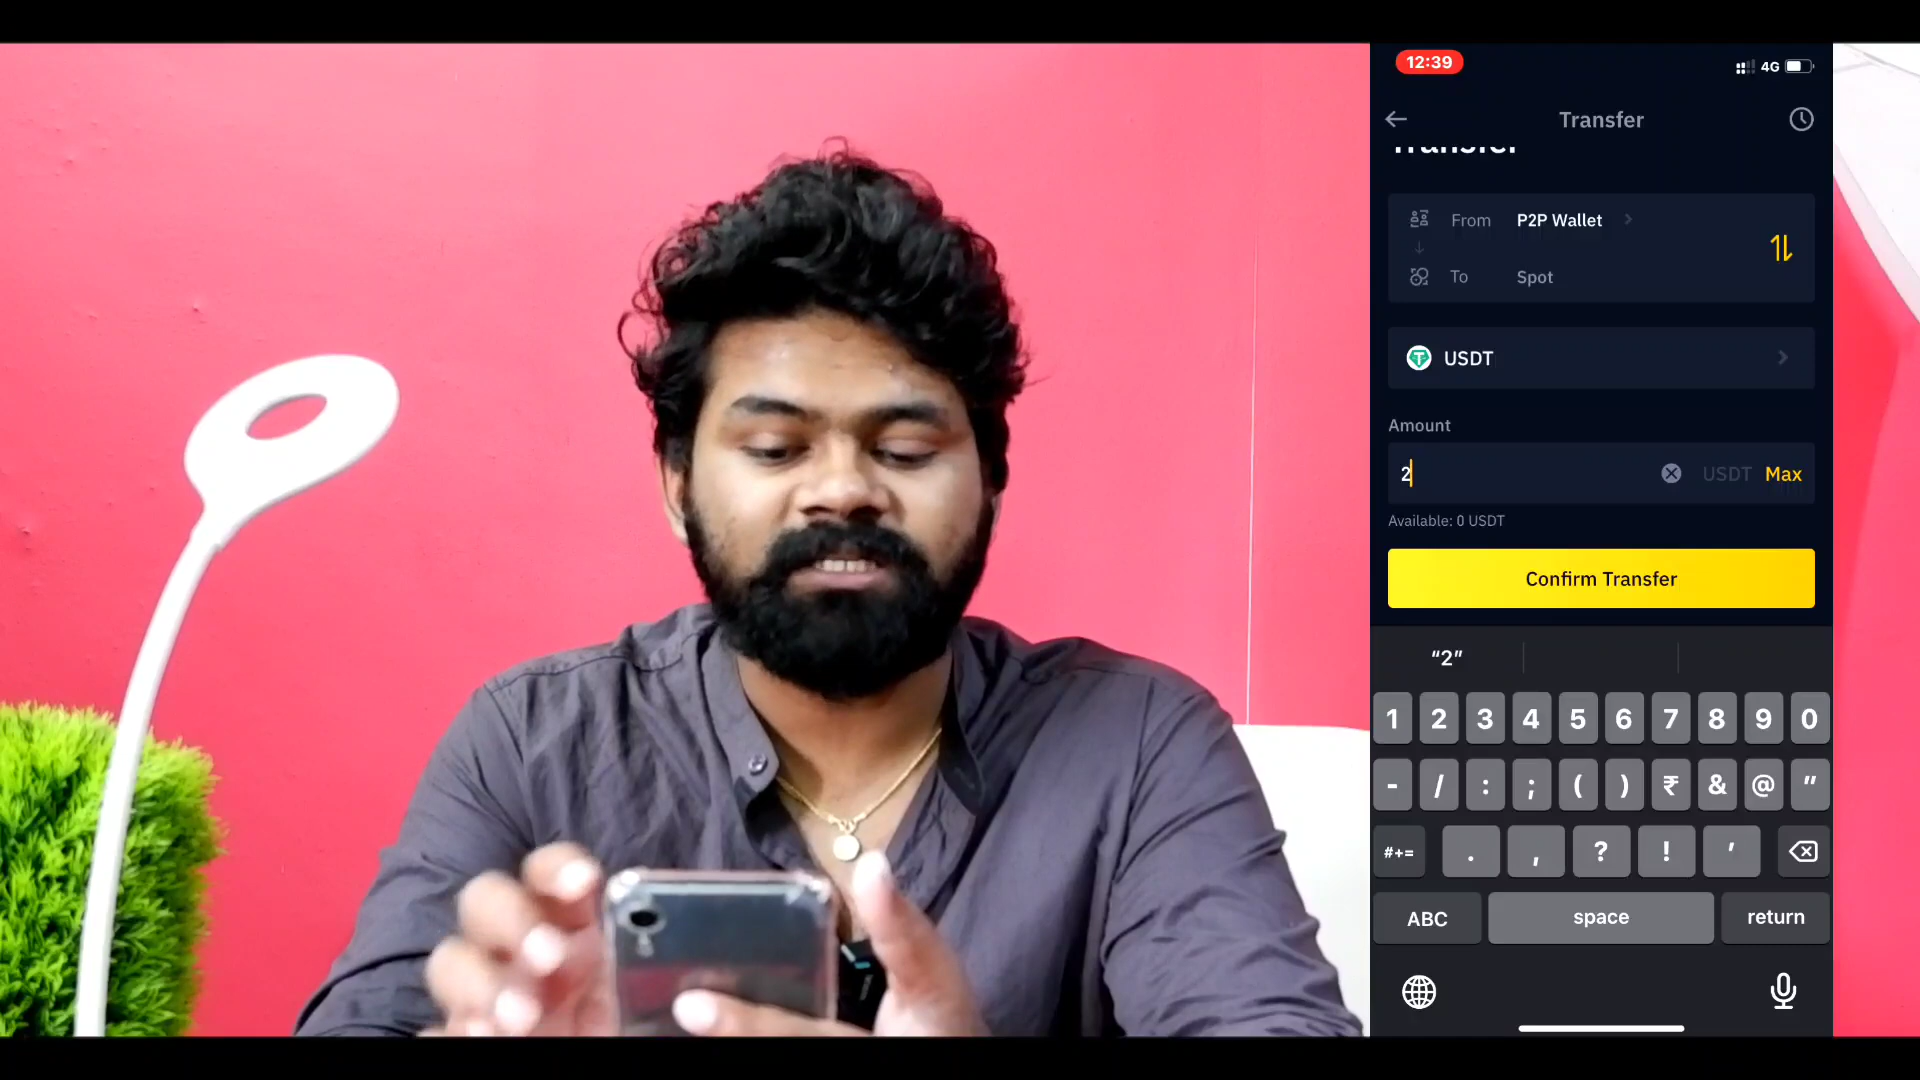 12:39
4G
Transfer
Transfer
From P2P Wallet
To Spot
USDT
Amount
2 USDT Max
Available: 0 USDT
Confirm Transfer
“2”
1 2 3 4 5 6 7 8 9 0
- / : ; ( ) ₹ & @ "
#+= . , ? ! '
ABC space return